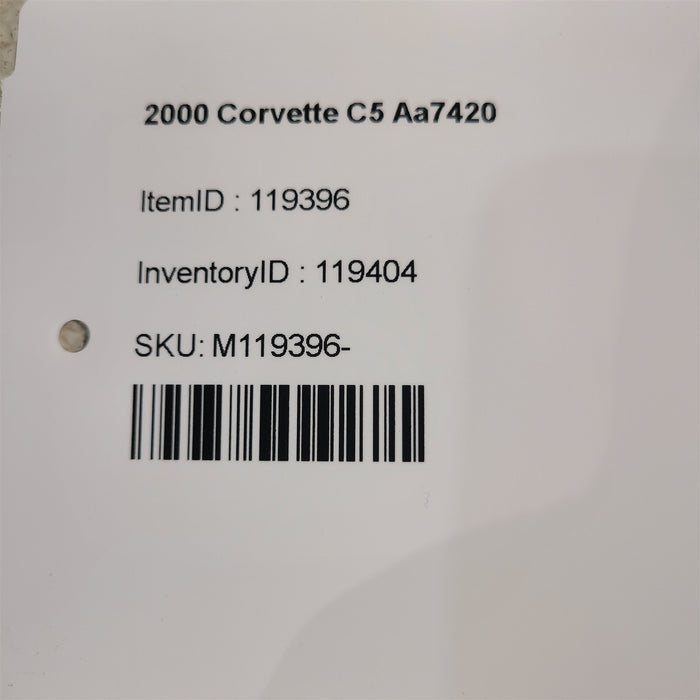 2000 Corvette C5 Aa7420
ItemID : 119396
InventoryID : 119404
SKU: M119396-